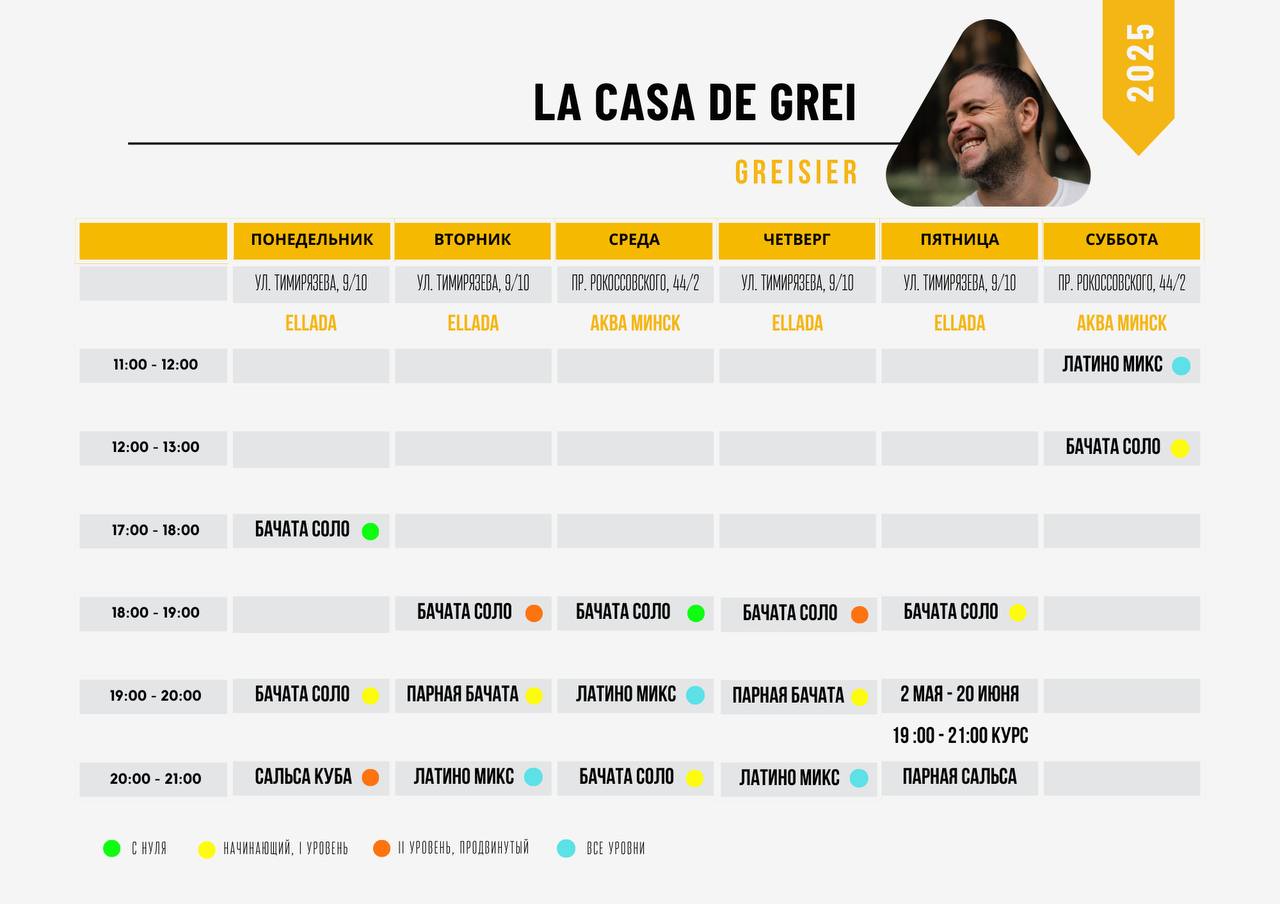 2025
LA CASA DE GREI
GREISIER
ПОНЕДЕЛЬНИК ВТОРНИК СРЕДА ЧЕТВЕРГ ПЯТНИЦА СУББОТА
УЛ. ТИМИРЯЗЕВА, 9/10 УЛ. ТИМИРЯЗЕВА, 9/10 ПР. РОКОССОВСКОГО, 44/2 УЛ. ТИМИРЯЗЕВА, 9/10 УЛ. ТИМИРЯЗЕВА, 9/10 ПР. РОКОССОВСКОГО, 44/2
ELLADA ELLADA АКВА МИНСК ELLADA ELLADA АКВА МИНСК
11:00 - 12:00 ЛАТИНО МИКС
12:00 - 13:00 БАЧАТА СОЛО
17:00 - 18:00 БАЧАТА СОЛО
18:00 - 19:00 БАЧАТА СОЛО БАЧАТА СОЛО БАЧАТА СОЛО БАЧАТА СОЛО
19:00 - 20:00 БАЧАТА СОЛО ПАРНАЯ БАЧАТА ЛАТИНО МИКС ПАРНАЯ БАЧАТА 2 МАЯ - 20 ИЮНЯ
19 :00 - 21:00 КУРС
20:00 - 21:00 САЛЬСА КУБА ЛАТИНО МИКС БАЧАТА СОЛО ЛАТИНО МИКС ПАРНАЯ САЛЬСА
С НУЛЯ НАЧИНАЮЩИЙ, I УРОВЕНЬ II УРОВЕНЬ, ПРОДВИНУТЫЙ ВСЕ УРОВНИ